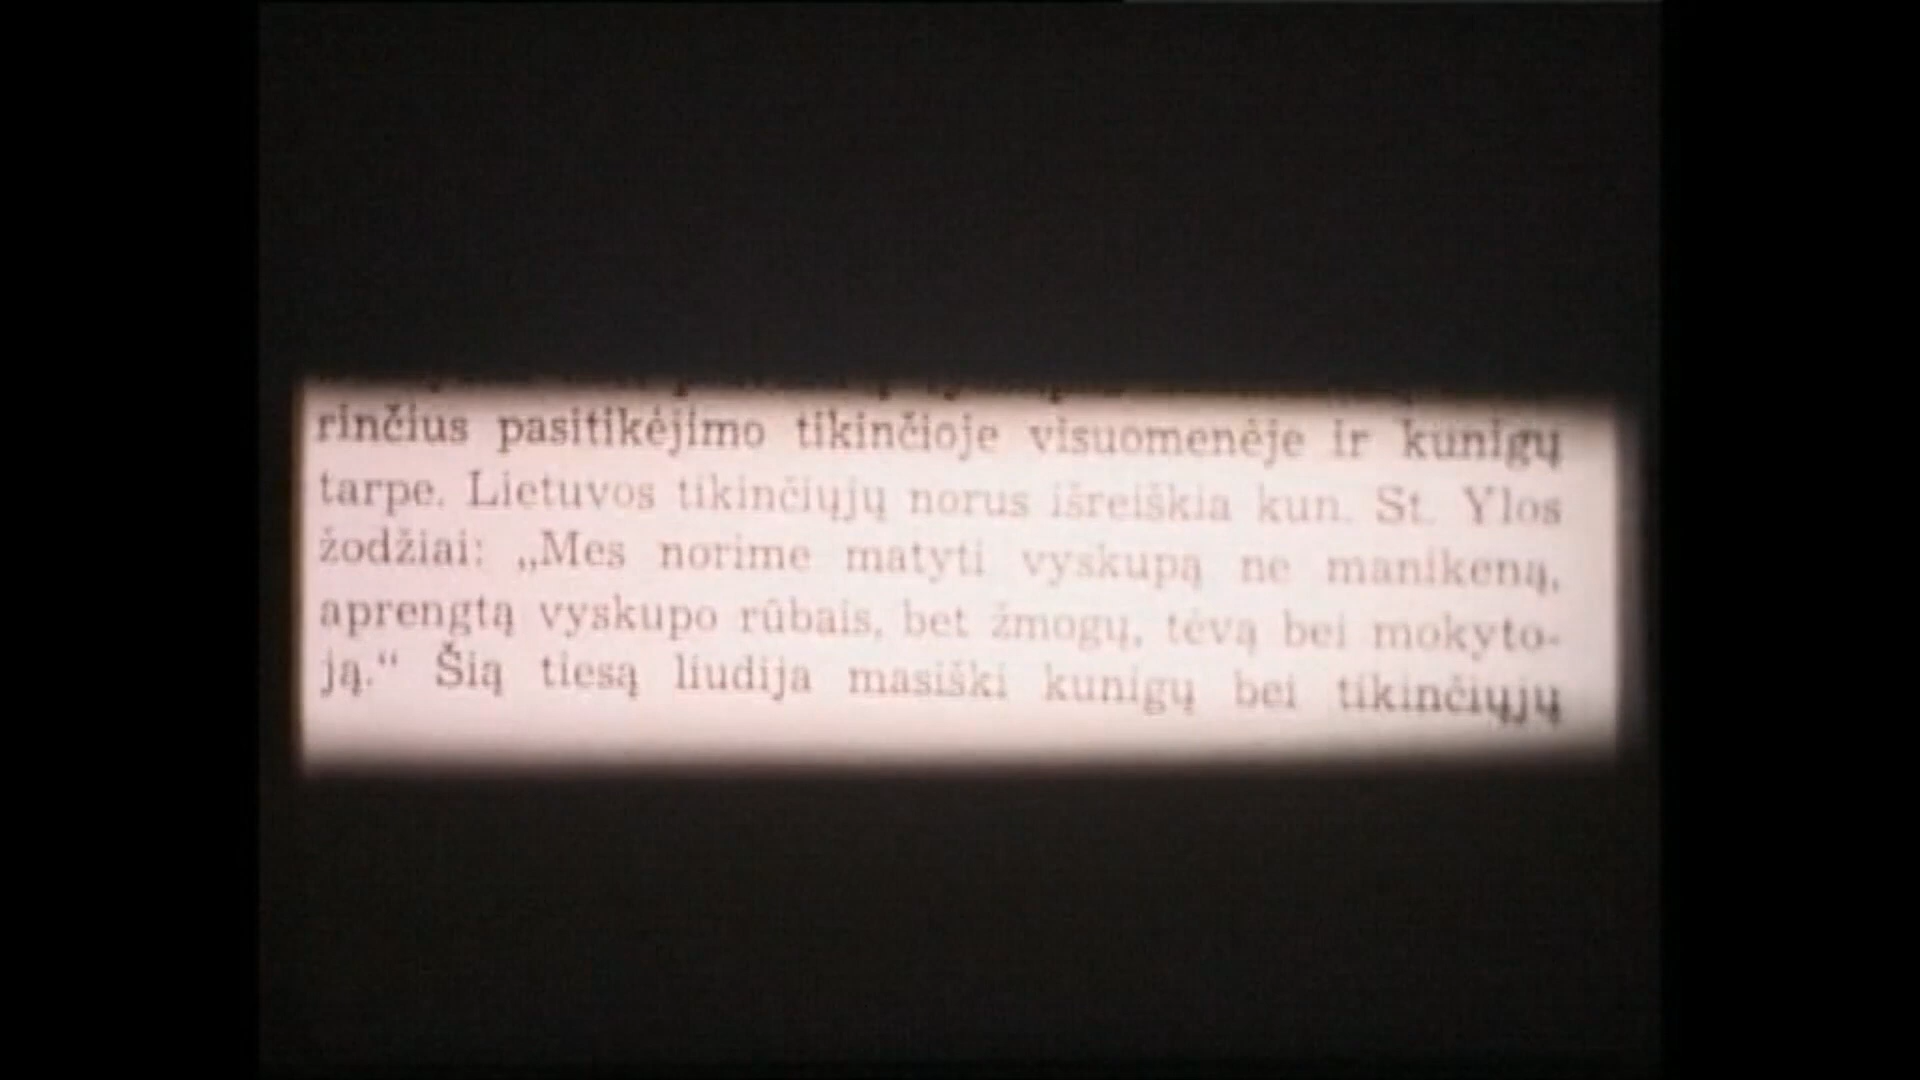 rinčius pasitikėjimo tikinčioje visuomenėje ir kunigų
tarpe. Lietuvos tikinčiųjų norus išreiškia kun. St. Ylos
žodžiai: „Mes norime matyti vyskupą ne manikeną,
aprengtą vyskupo rūbais, bet žmogų, tėvą bei mokyto-
ją.“ Šią tiesą liudija masiški kunigų bei tikinčiųjų